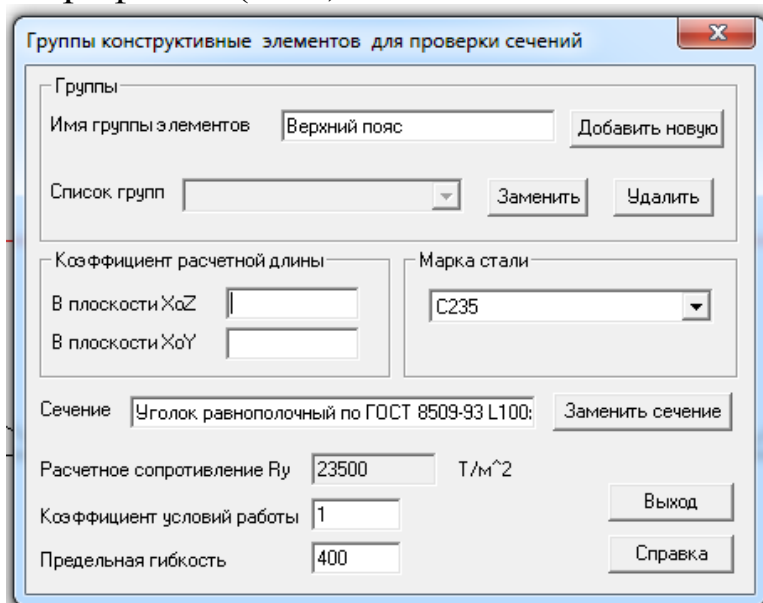 Группы конструктивные элементов для проверки сечений
Группы
Имя группы элементов Верхний пояс Добавить новую
Список групп Заменить Удалить
Коэффициент расчетной длины Марка стали
В плоскости XoZ С235
В плоскости XoY
Сечение Уголок равнополочный по ГОСТ 8509-93 L100: Заменить сечение
Расчетное сопротивление Ry 23500 Т/м^2
Коэффициент условий работы 1 Выход
Предельная гибкость 400 Справка